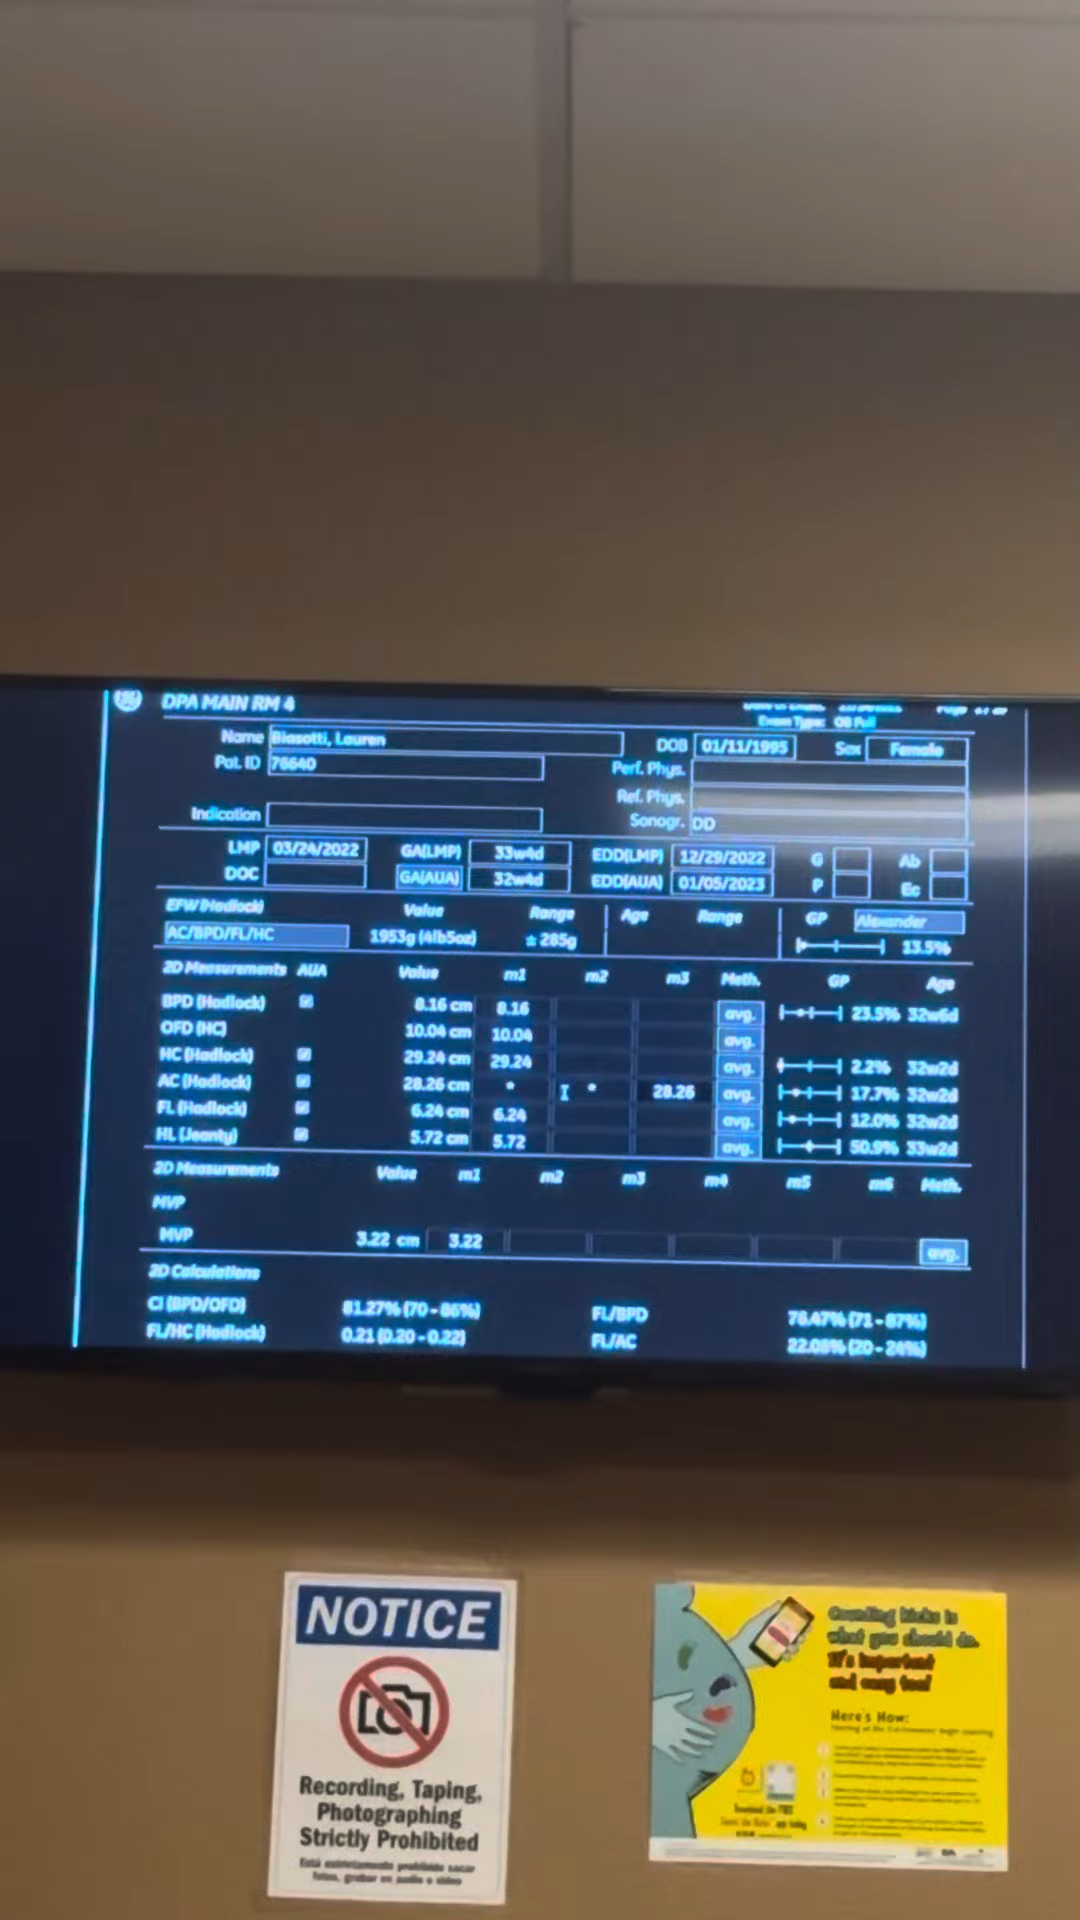 DPA MAIN RM 4
Exam Type: OB Full
Name Biasotti, Lauren DOB 01/11/1995 Sex Female
Pat. ID 76640 Perf. Phys.
Ref. Phys.
Indication Sonogr. DD
LMP 03/24/2022 GA(LMP) 33w4d EDD(LMP) 12/29/2022 G Ab
DOC GA(AUA) 32w4d EDD(AUA) 01/05/2023 P Ec
EFW (Hadlock) Value Range Age Range GP Alexander
AC/BPD/FL/HC 1953g (4lb5oz) ± 285g 13.5%
2D Measurements AUA Value m1 m2 m3 Meth. GP Age
BPD (Hadlock) 8.16 cm 8.16 avg. 23.5% 32w6d
OFD (HC) 10.04 cm 10.04 avg.
HC (Hadlock) 29.24 cm 29.24 avg. 2.2% 32w2d
AC (Hadlock) 28.26 cm * * 28.26 avg. 17.7% 32w2d
FL (Hadlock) 6.24 cm 6.24 avg. 12.0% 32w2d
HL (Jeanty) 5.72 cm 5.72 avg. 50.9% 33w2d
2D Measurements Value m1 m2 m3 m4 m5 m6 Meth.
MVP
MVP 3.22 cm 3.22 avg.
2D Calculations
CI (BPD/OFD) 81.27% (70 - 86%) FL/BPD 76.47% (71 - 87%)
FL/HC (Hadlock) 0.21 (0.20 - 0.22) FL/AC 22.08% (20 - 24%)
NOTICE
Recording, Taping,
Photographing
Strictly Prohibited
Está estrictamente prohibido sacar
fotos, grabar en audio o video
Counting kicks is
what you should do.
It's important
and easy too!
Here's How: